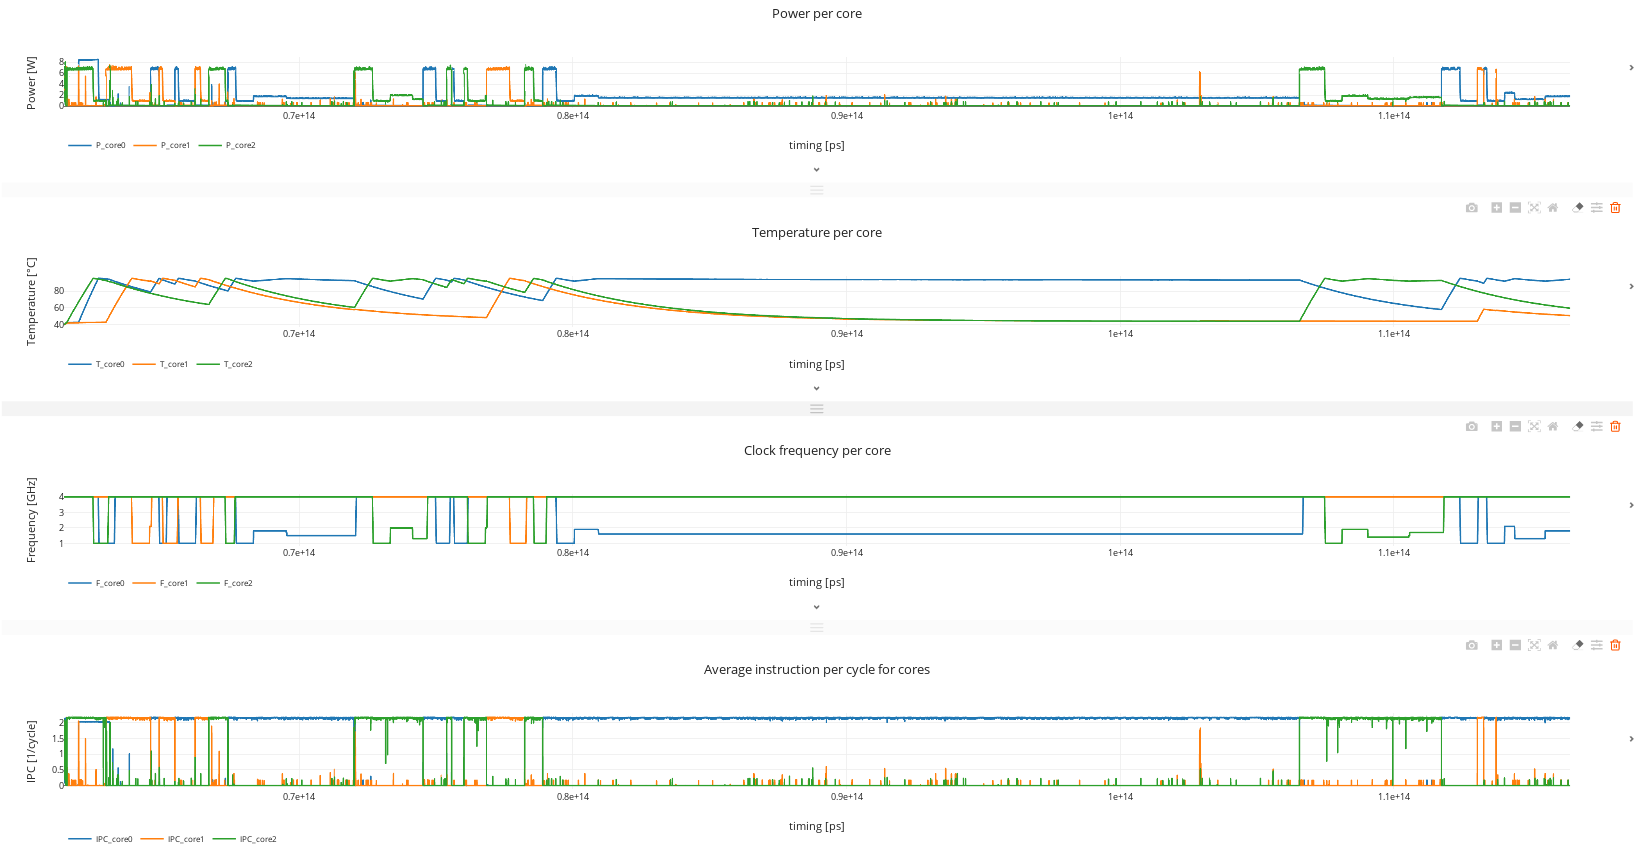 Power per core
Power [W]
8
6
4
2
0
0.7e+14 0.8e+14 0.9e+14 1e+14 1.1e+14
timing [ps]
P_core0 P_core1 P_core2
Temperature per core
Temperature [°C]
80
60
40
0.7e+14 0.8e+14 0.9e+14 1e+14 1.1e+14
timing [ps]
T_core0 T_core1 T_core2
Clock frequency per core
Frequency [GHz]
4
3
2
1
0.7e+14 0.8e+14 0.9e+14 1e+14 1.1e+14
timing [ps]
F_core0 F_core1 F_core2
Average instruction per cycle for cores
IPC [1/cycle]
2
1.5
1
0.5
0
0.7e+14 0.8e+14 0.9e+14 1e+14 1.1e+14
timing [ps]
IPC_core0 IPC_core1 IPC_core2